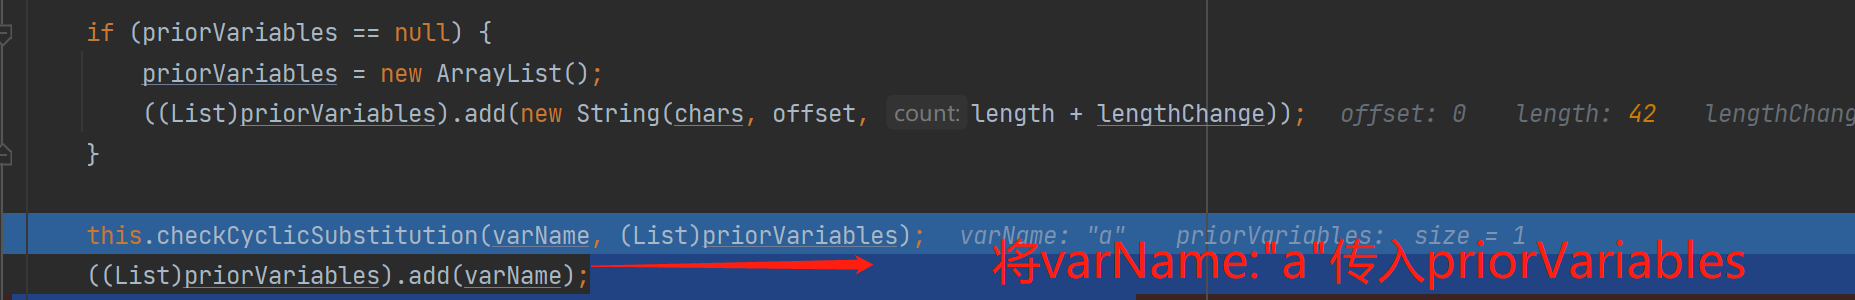 if (priorVariables == null) {
priorVariables = new ArrayList();
((List)priorVariables).add(new String(chars, offset, count: length + lengthChange)); offset: 0 length: 42 lengthChang
}
this.checkCyclicSubstitution(varName, (List)priorVariables); varName: "a" priorVariables: size = 1
((List)priorVariables).add(varName);
将varName:"a"传入priorVariables